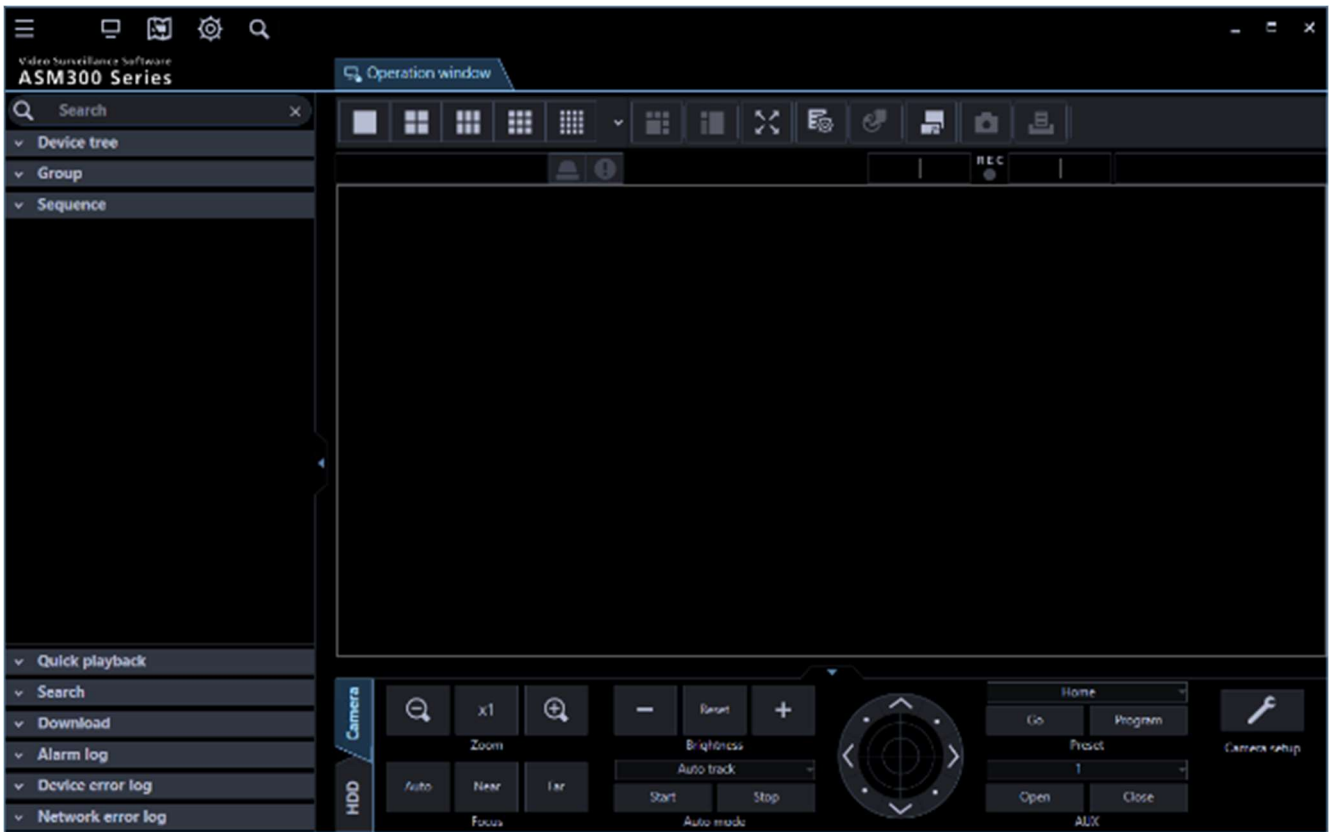 Video Surveillance Software
ASM300 Series
Operation window
Search
Device tree
Group
Sequence
REC
Quick playback
Search
Download
Alarm log
Device error log
Network error log
Camera
HDD
x1
Zoom
Auto
Near
Far
Focus
Reset
Brightness
Auto track
Start
Stop
Auto mode
Home
Go
Program
Preset
1
Open
Close
AUX
Camera setup